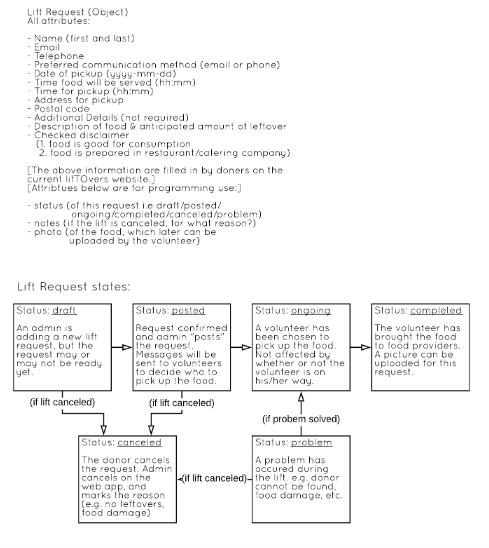 Lift Request (Object)
All attributes:
- Name (first and last)
- Email
- Telephone
- Preferred communication method (email or phone)
- Date of pickup (yyyy-mm-dd)
- Time food will be served (hh:mm)
- Time for pickup (hh:mm)
- Address for pickup
- Postal code
- Additional Details (not required)
- Description of food & anticipated amount of leftover
- Checked disclaimer
(1. food is good for consumption
2. food is prepared in restaurant/catering company)
[The above information are filled in by doners on the
current lifTOvers website.]
[Attribtues below are for programming use:]
- status (of this request i.e draft/posted/
ongoing/completed/canceled/problem)
- notes (if the lift is canceled, for what reason?)
- photo (of the food, which later can be
uploaded by the volunteer)
Lift Request states:
Status: draft
An admin is
adding a new lift
request, but the
request may or
may not be ready
yet.
Status: posted
Request confirmed
and admin "posts"
the request.
Messages will be
sent to volunteers
to decide who to
pick up the food.
Status: ongoing
A volunteer has
been chosen to
pick up the food.
Not affected by
whether or not the
volunteer is on
his/her way.
Status: completed
The volunteer has
brought the food
to food providers.
A picture can be
uploaded for this
request.
(if lift canceled)
(if lift canceled)
(if probem solved)
Status: canceled
The donor cancels
the request. Admin
cancels on the
web app, and
marks the reason
(e.g. no leftovers,
food damage)
(if lift canceled)
Status: problem
A problem has
occured during
the lift. e.g. donor
cannot be found,
food damage, etc.